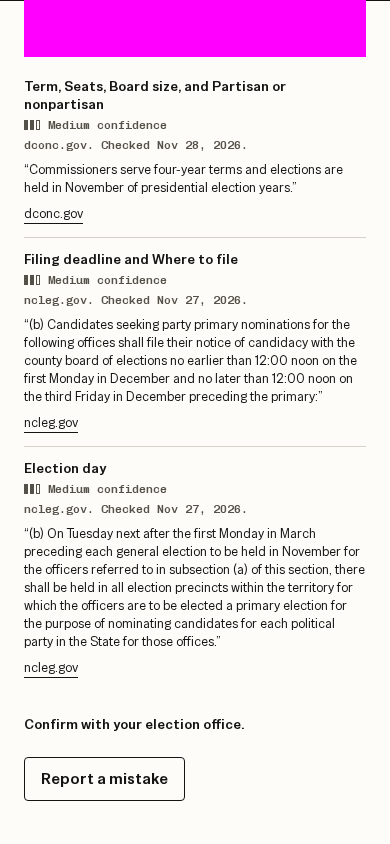 Term, Seats, Board size, and Partisan or
nonpartisan
Medium confidence
dconc.gov. Checked Nov 28, 2026.
“Commissioners serve four-year terms and elections are
held in November of presidential election years.”
dconc.gov
Filing deadline and Where to file
Medium confidence
ncleg.gov. Checked Nov 27, 2026.
“(b) Candidates seeking party primary nominations for the
following offices shall file their notice of candidacy with the
county board of elections no earlier than 12:00 noon on the
first Monday in December and no later than 12:00 noon on
the third Friday in December preceding the primary:”
ncleg.gov
Election day
Medium confidence
ncleg.gov. Checked Nov 27, 2026.
“(b) On Tuesday next after the first Monday in March
preceding each general election to be held in November for
the officers referred to in subsection (a) of this section, there
shall be held in all election precincts within the territory for
which the officers are to be elected a primary election for
the purpose of nominating candidates for each political
party in the State for those offices.”
ncleg.gov
Confirm with your election office.
Report a mistake